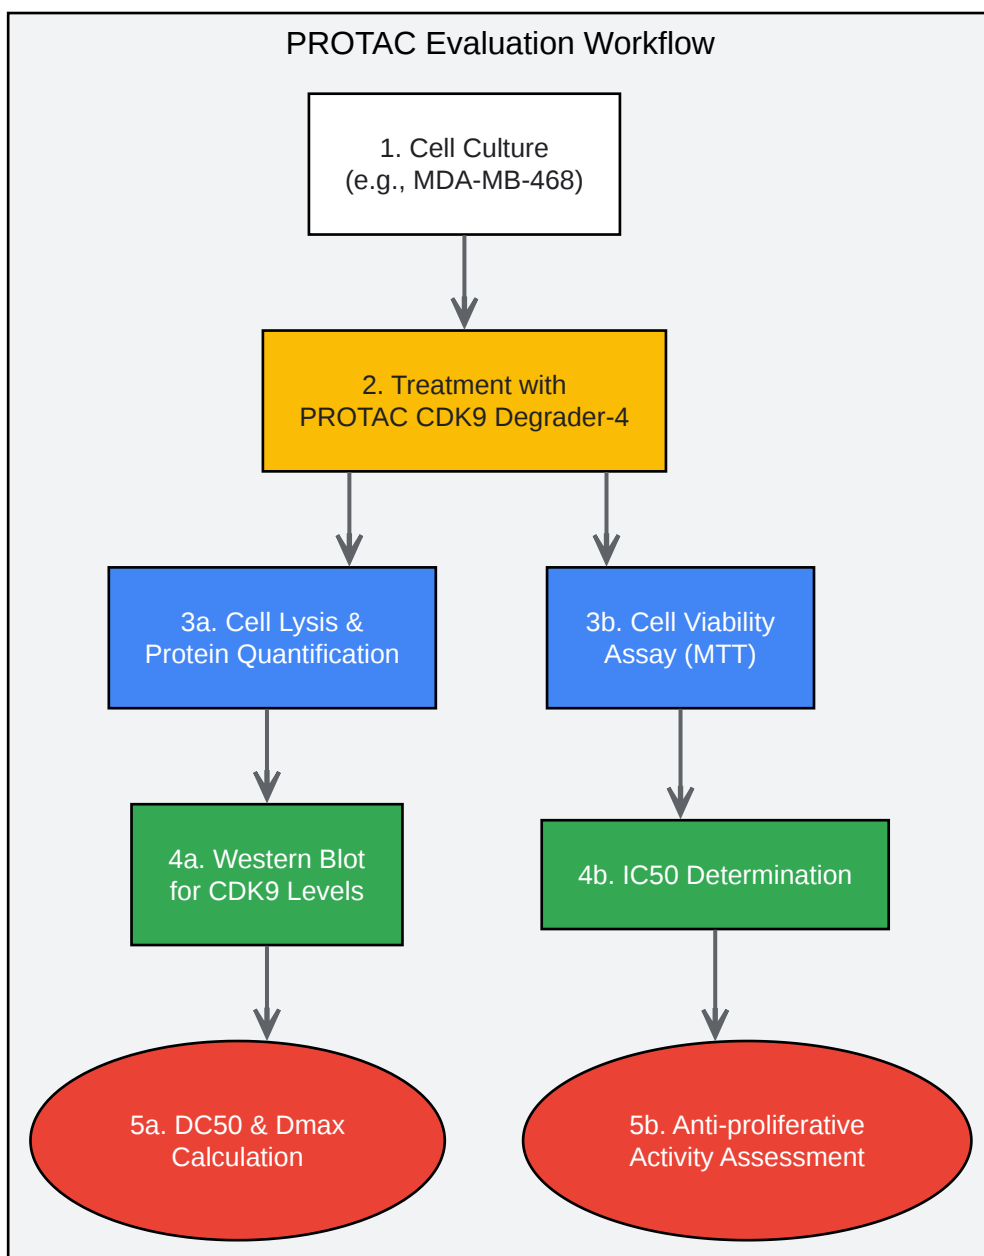 PROTAC Evaluation Workflow
1. Cell Culture
(e.g., MDA-MB-468)
2. Treatment with
PROTAC CDK9 Degrader-4
3a. Cell Lysis &
Protein Quantification
3b. Cell Viability
Assay (MTT)
4a. Western Blot
for CDK9 Levels
4b. IC50 Determination
5a. DC50 & Dmax
Calculation
5b. Anti-proliferative
Activity Assessment